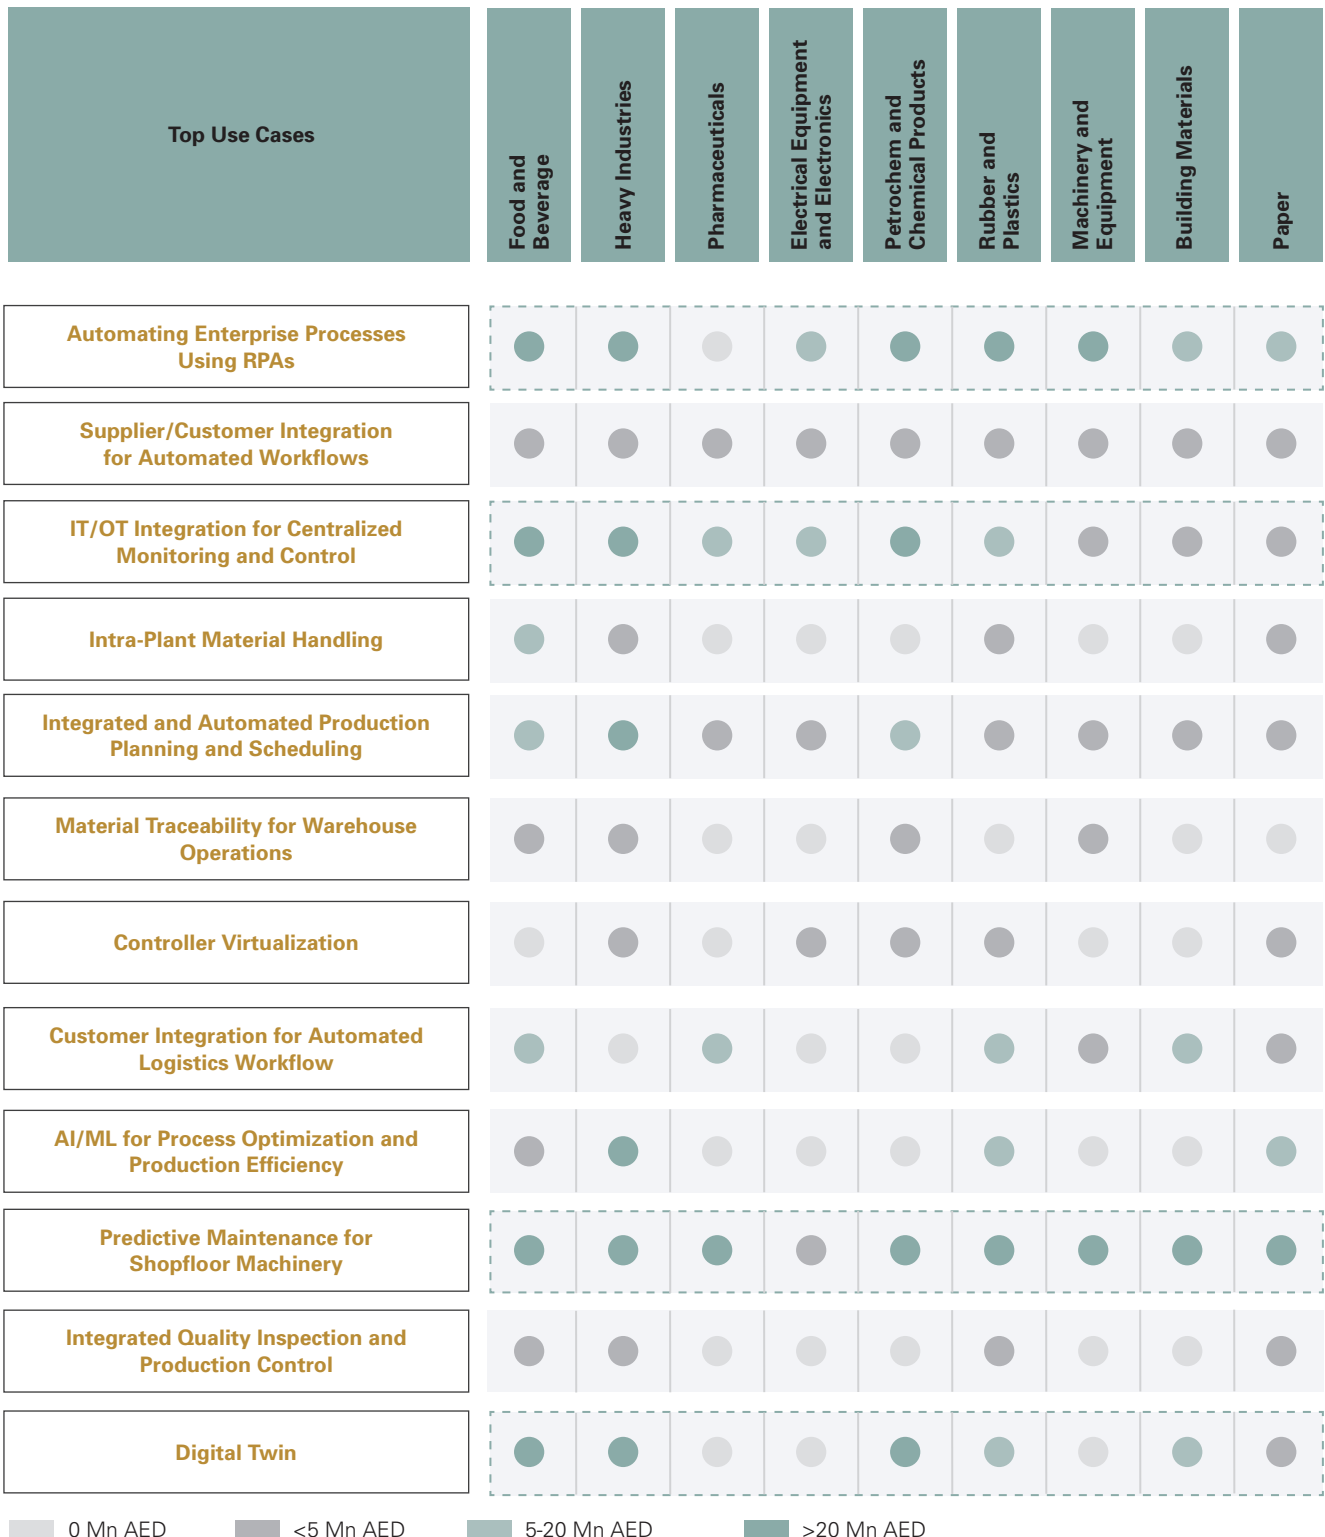 Top Use Cases
Food and
Beverage
Heavy Industries
Pharmaceuticals
Electrical Equipment
and Electronics
Petrochem and
Chemical Products
Rubber and
Plastics
Machinery and
Equipment
Building Materials
Paper
Automating Enterprise Processes
Using RPAs
Supplier/Customer Integration
for Automated Workflows
IT/OT Integration for Centralized
Monitoring and Control
Intra-Plant Material Handling
Integrated and Automated Production
Planning and Scheduling
Material Traceability for Warehouse
Operations
Controller Virtualization
Customer Integration for Automated
Logistics Workflow
AI/ML for Process Optimization and
Production Efficiency
Predictive Maintenance for
Shopfloor Machinery
Integrated Quality Inspection and
Production Control
Digital Twin
0 Mn AED
<5 Mn AED
5-20 Mn AED
>20 Mn AED